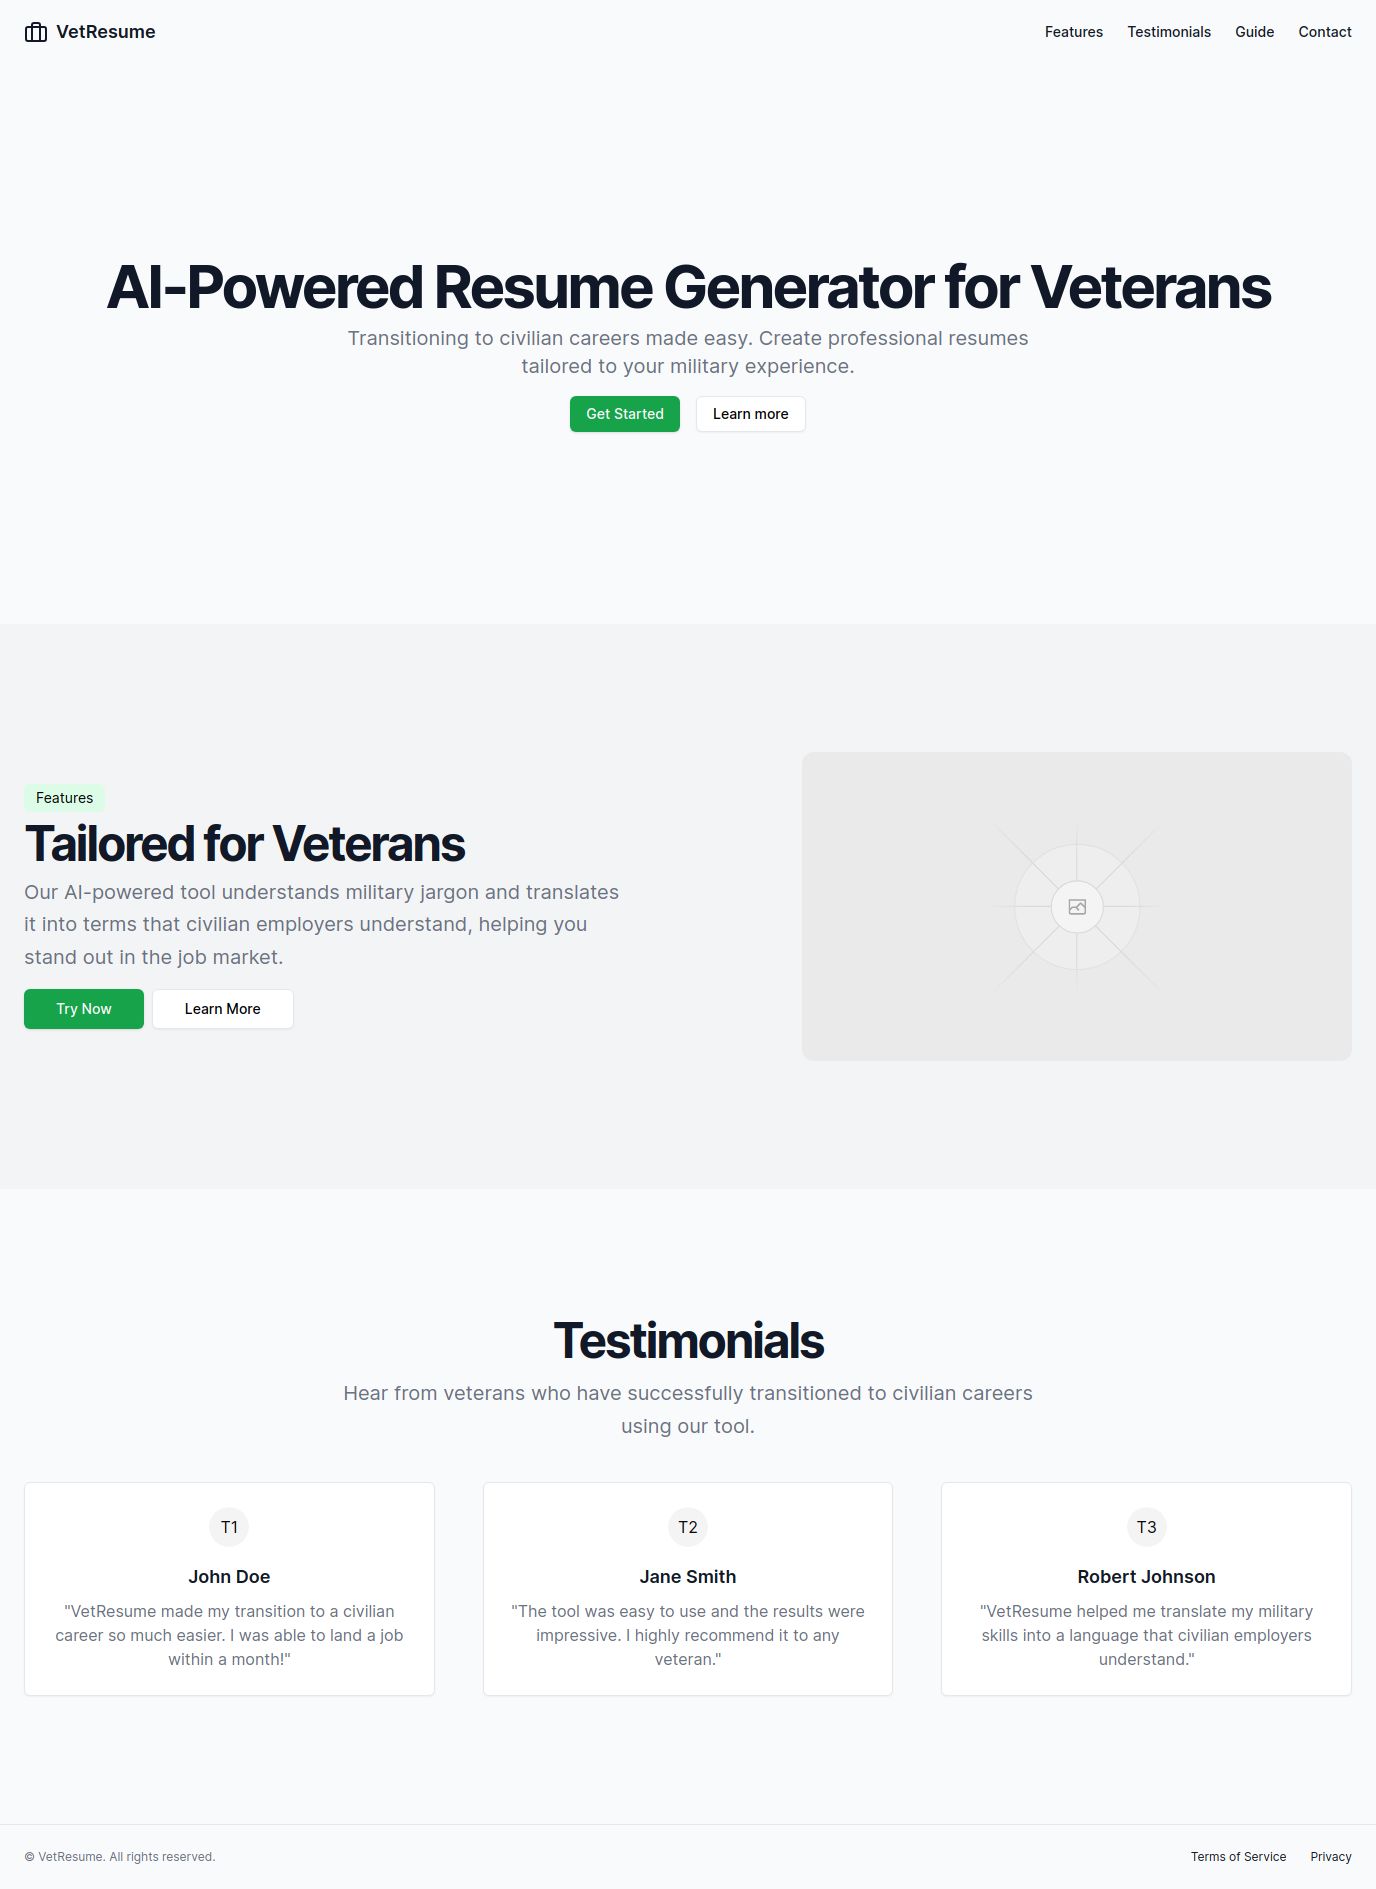 VetResume
Features Testimonials Guide Contact
AI-Powered Resume Generator for Veterans
Transitioning to civilian careers made easy. Create professional resumes
tailored to your military experience.
Get Started Learn more
Features
Tailored for Veterans
Our AI-powered tool understands military jargon and translates
it into terms that civilian employers understand, helping you
stand out in the job market.
Try Now Learn More
Testimonials
Hear from veterans who have successfully transitioned to civilian careers
using our tool.
T1
John Doe
"VetResume made my transition to a civilian
career so much easier. I was able to land a job
within a month!"
T2
Jane Smith
"The tool was easy to use and the results were
impressive. I highly recommend it to any
veteran."
T3
Robert Johnson
"VetResume helped me translate my military
skills into a language that civilian employers
understand."
© VetResume. All rights reserved.
Terms of Service Privacy